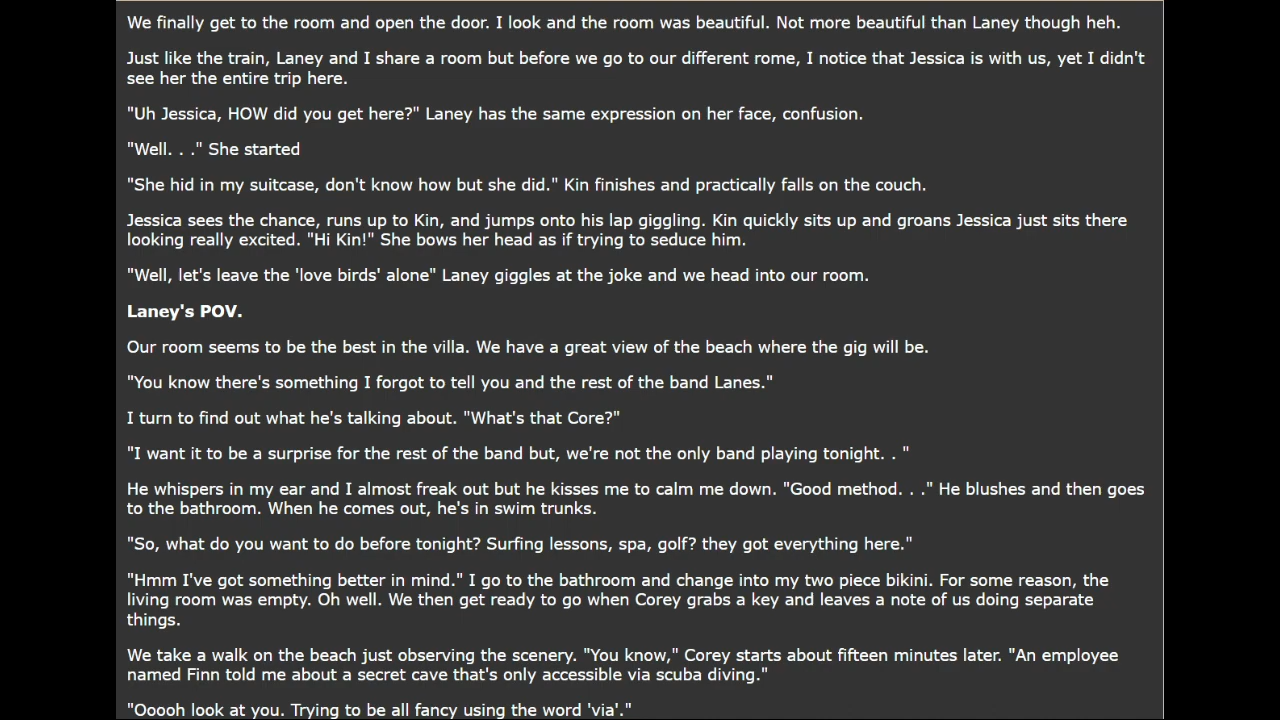 We finally get to the room and open the door. I look and the room was beautiful. Not more beautiful than Laney though heh.
Just like the train, Laney and I share a room but before we go to our different rome, I notice that Jessica is with us, yet I didn't
see her the entire trip here.
"Uh Jessica, HOW did you get here?" Laney has the same expression on her face, confusion.
"Well. . ." She started
"She hid in my suitcase, don't know how but she did." Kin finishes and practically falls on the couch.
Jessica sees the chance, runs up to Kin, and jumps onto his lap giggling. Kin quickly sits up and groans Jessica just sits there
looking really excited. "Hi Kin!" She bows her head as if trying to seduce him.
"Well, let's leave the 'love birds' alone" Laney giggles at the joke and we head into our room.
Laney's POV.
Our room seems to be the best in the villa. We have a great view of the beach where the gig will be.
"You know there's something I forgot to tell you and the rest of the band Lanes."
I turn to find out what he's talking about. "What's that Core?"
"I want it to be a surprise for the rest of the band but, we're not the only band playing tonight. . "
He whispers in my ear and I almost freak out but he kisses me to calm me down. "Good method. . ." He blushes and then goes
to the bathroom. When he comes out, he's in swim trunks.
"So, what do you want to do before tonight? Surfing lessons, spa, golf? they got everything here."
"Hmm I've got something better in mind." I go to the bathroom and change into my two piece bikini. For some reason, the
living room was empty. Oh well. We then get ready to go when Corey grabs a key and leaves a note of us doing separate
things.
We take a walk on the beach just observing the scenery. "You know," Corey starts about fifteen minutes later. "An employee
named Finn told me about a secret cave that's only accessible via scuba diving."
"Ooooh look at you. Trying to be all fancy using the word 'via'."